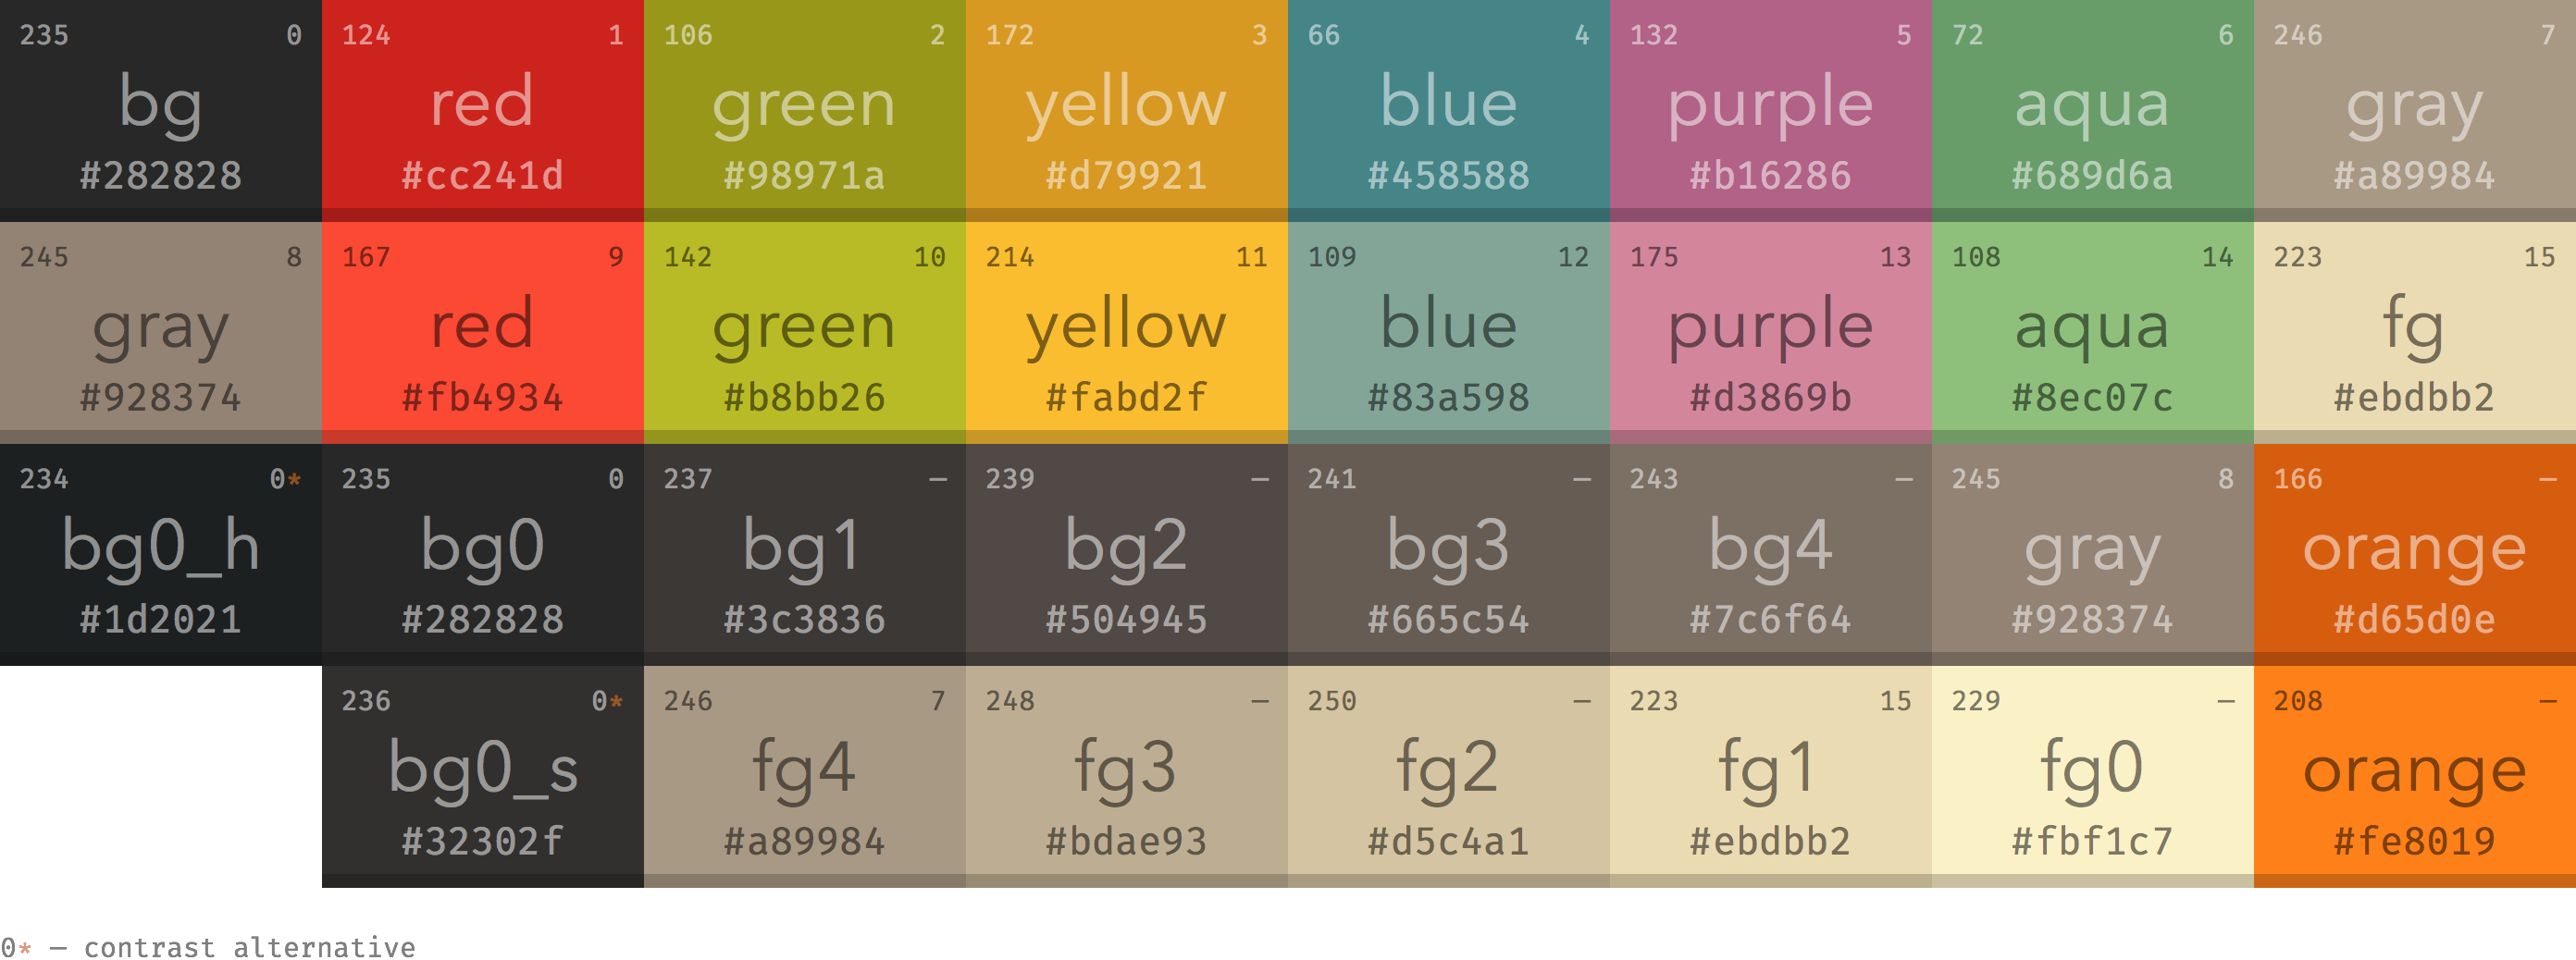 235 0 124 1 106 2 172 3 66 4 132 5 72 6 246 7
bg red green yellow blue purple aqua gray
#282828 #cc241d #98971a #d79921 #458588 #b16286 #689d6a #a89984
245 8 167 9 142 10 214 11 109 12 175 13 108 14 223 15
gray red green yellow blue purple aqua fg
#928374 #fb4934 #b8bb26 #fabd2f #83a598 #d3869b #8ec07c #ebdbb2
234 0* 235 0 237 — 239 — 241 — 243 — 245 8 166 —
bg0_h bg0 bg1 bg2 bg3 bg4 gray orange
#1d2021 #282828 #3c3836 #504945 #665c54 #7c6f64 #928374 #d65d0e
236 0* 246 7 248 — 250 — 223 15 229 — 208 —
bg0_s fg4 fg3 fg2 fg1 fg0 orange
#32302f #a89984 #bdae93 #d5c4a1 #ebdbb2 #fbf1c7 #fe8019
0* — contrast alternative